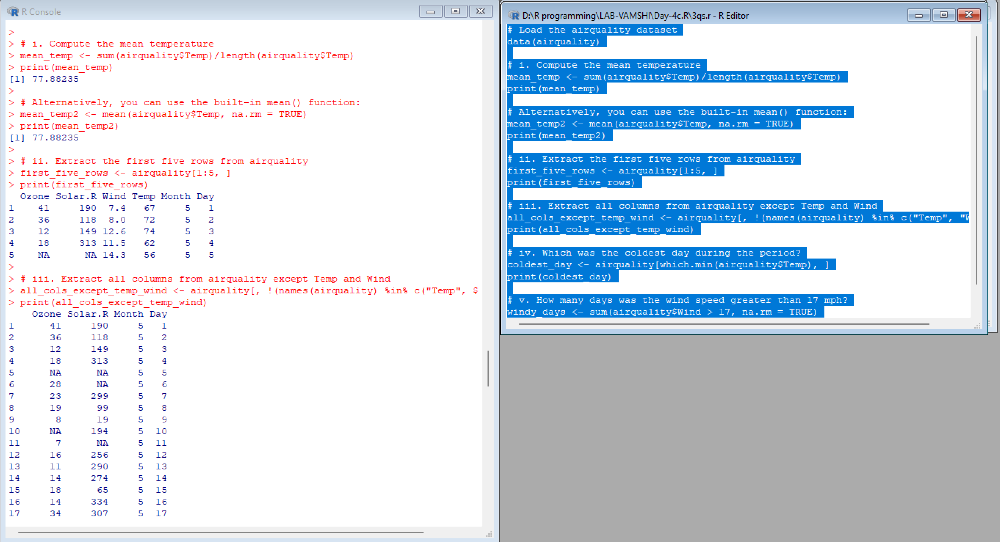 R Console
>
> # i. Compute the mean temperature
> mean_temp <- sum(airquality$Temp)/length(airquality$Temp)
> print(mean_temp)
[1] 77.88235
>
> # Alternatively, you can use the built-in mean() function:
> mean_temp2 <- mean(airquality$Temp, na.rm = TRUE)
> print(mean_temp2)
[1] 77.88235
>
> # ii. Extract the first five rows from airquality
> first_five_rows <- airquality[1:5, ]
> print(first_five_rows)
  Ozone Solar.R Wind Temp Month Day
1    41     190  7.4   67     5   1
2    36     118  8.0   72     5   2
3    12     149 12.6   74     5   3
4    18     313 11.5   62     5   4
5    NA      NA 14.3   56     5   5
>
> # iii. Extract all columns from airquality except Temp and Wind
> all_cols_except_temp_wind <- airquality[, !(names(airquality) %in% c("Temp", $
> print(all_cols_except_temp_wind)
    Ozone Solar.R Month Day
1      41     190     5   1
2      36     118     5   2
3      12     149     5   3
4      18     313     5   4
5      NA      NA     5   5
6      28      NA     5   6
7      23     299     5   7
8      19      99     5   8
9       8      19     5   9
10     NA     194     5  10
11      7      NA     5  11
12     16     256     5  12
13     11     290     5  13
14     14     274     5  14
15     18      65     5  15
16     14     334     5  16
17     34     307     5  17
D:\R programming\LAB-VAMSHI\Day-4c.R\3qs.r - R Editor
# Load the airquality dataset
data(airquality)
# i. Compute the mean temperature
mean_temp <- sum(airquality$Temp)/length(airquality$Temp)
print(mean_temp)
# Alternatively, you can use the built-in mean() function:
mean_temp2 <- mean(airquality$Temp, na.rm = TRUE)
print(mean_temp2)
# ii. Extract the first five rows from airquality
first_five_rows <- airquality[1:5, ]
print(first_five_rows)
# iii. Extract all columns from airquality except Temp and Wind
all_cols_except_temp_wind <- airquality[, !(names(airquality) %in% c("Temp", "W
print(all_cols_except_temp_wind)
# iv. Which was the coldest day during the period?
coldest_day <- airquality[which.min(airquality$Temp), ]
print(coldest_day)
# v. How many days was the wind speed greater than 17 mph?
windy_days <- sum(airquality$Wind > 17, na.rm = TRUE)